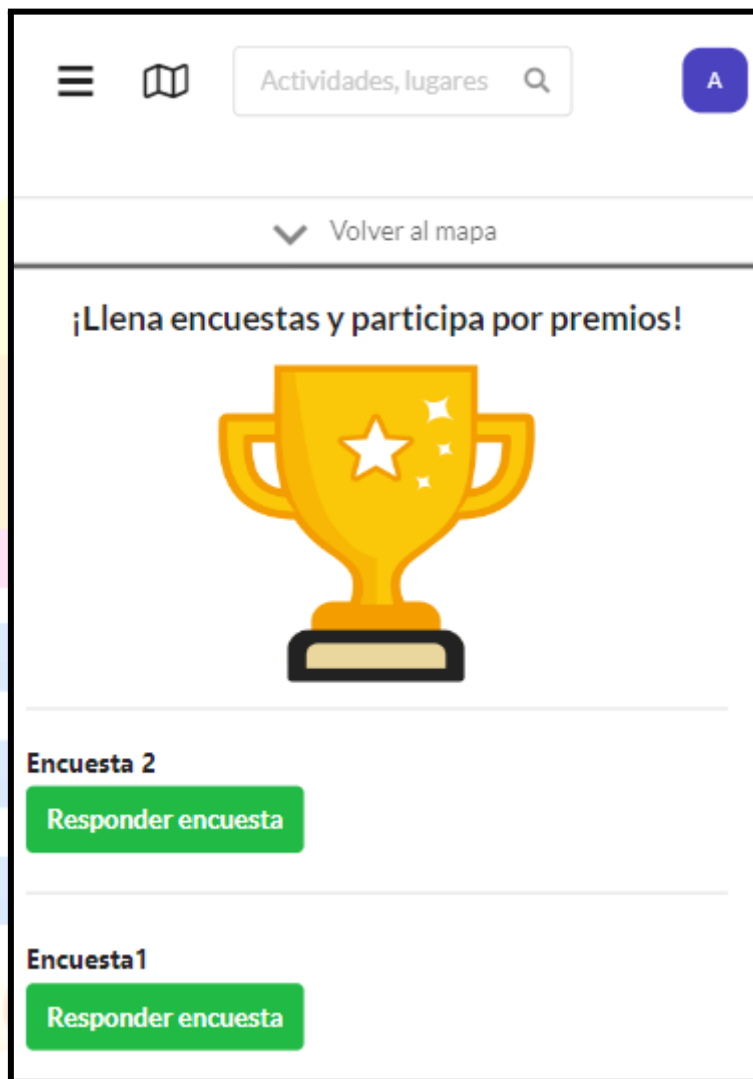 Actividades, lugares
A
Volver al mapa
¡Llena encuestas y participa por premios!
Encuesta 2
Responder encuesta
Encuesta1
Responder encuesta